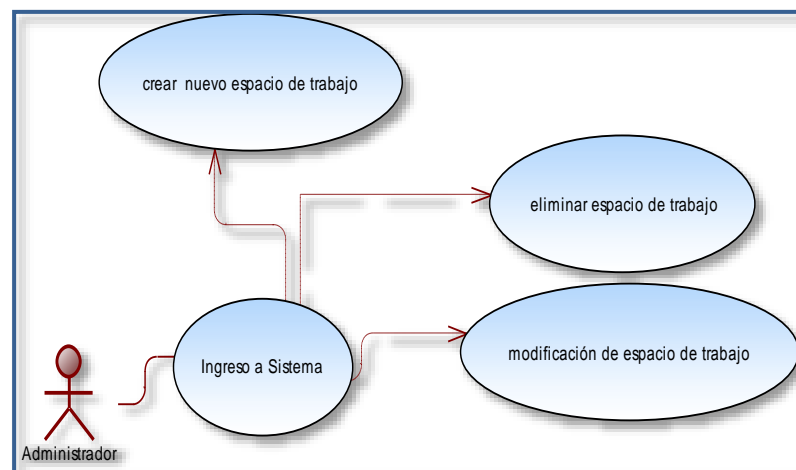 crear nuevo espacio de trabajo
eliminar espacio de trabajo
modificación de espacio de trabajo
Ingreso a Sistema
Administrador